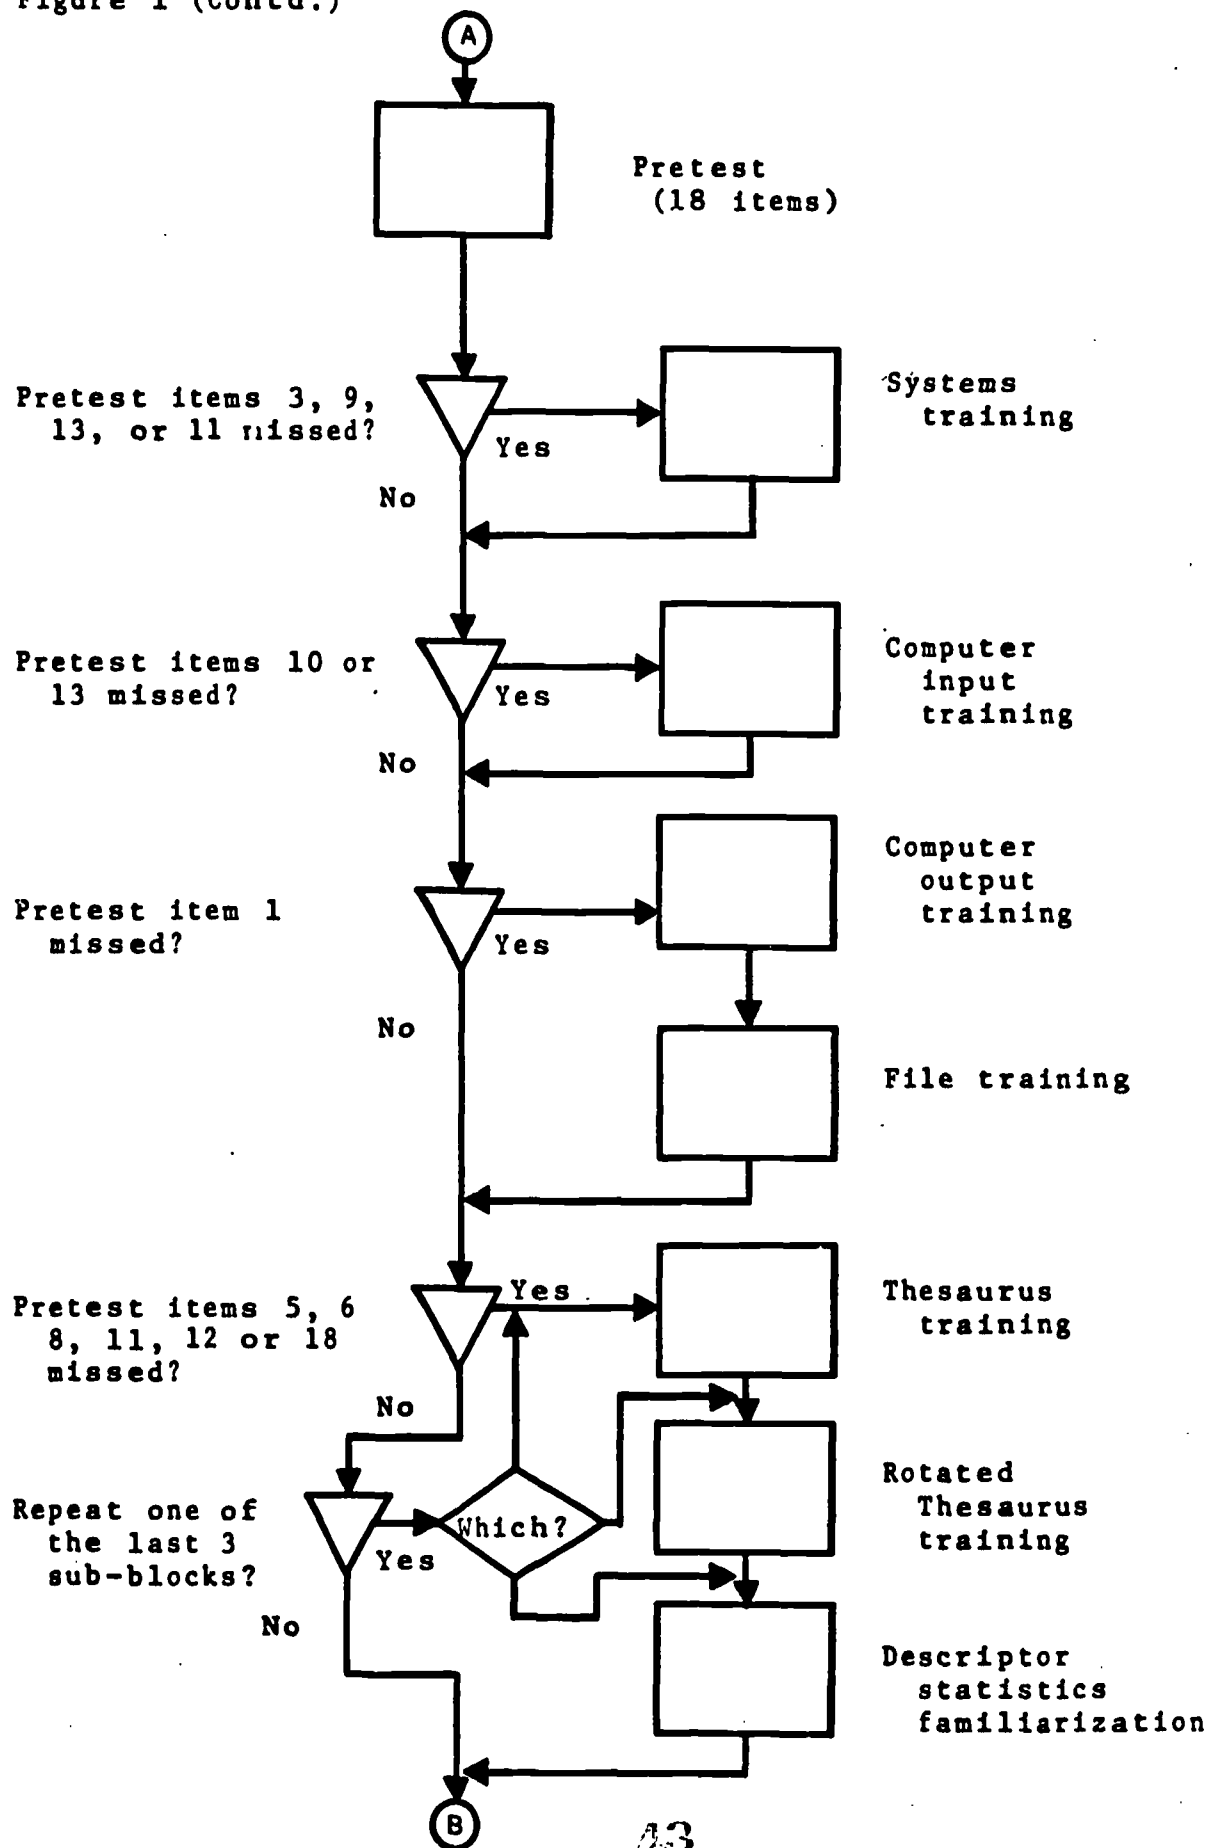 Figure 1 (Contd.)
A
Pretest
(18 items)
Pretest items 3, 9,
13, or 11 missed?
Yes
No
Systems
training
Pretest items 10 or
13 missed?
Yes
No
Computer
input
training
Pretest item 1
missed?
Yes
No
Computer
output
training
File training
Pretest items 5, 6
8, 11, 12 or 18
missed?
Yes
No
Thesaurus
training
Repeat one of
the last 3
sub-blocks?
Yes
No
Which?
Rotated
Thesaurus
training
Descriptor
statistics
familiarization
B
43